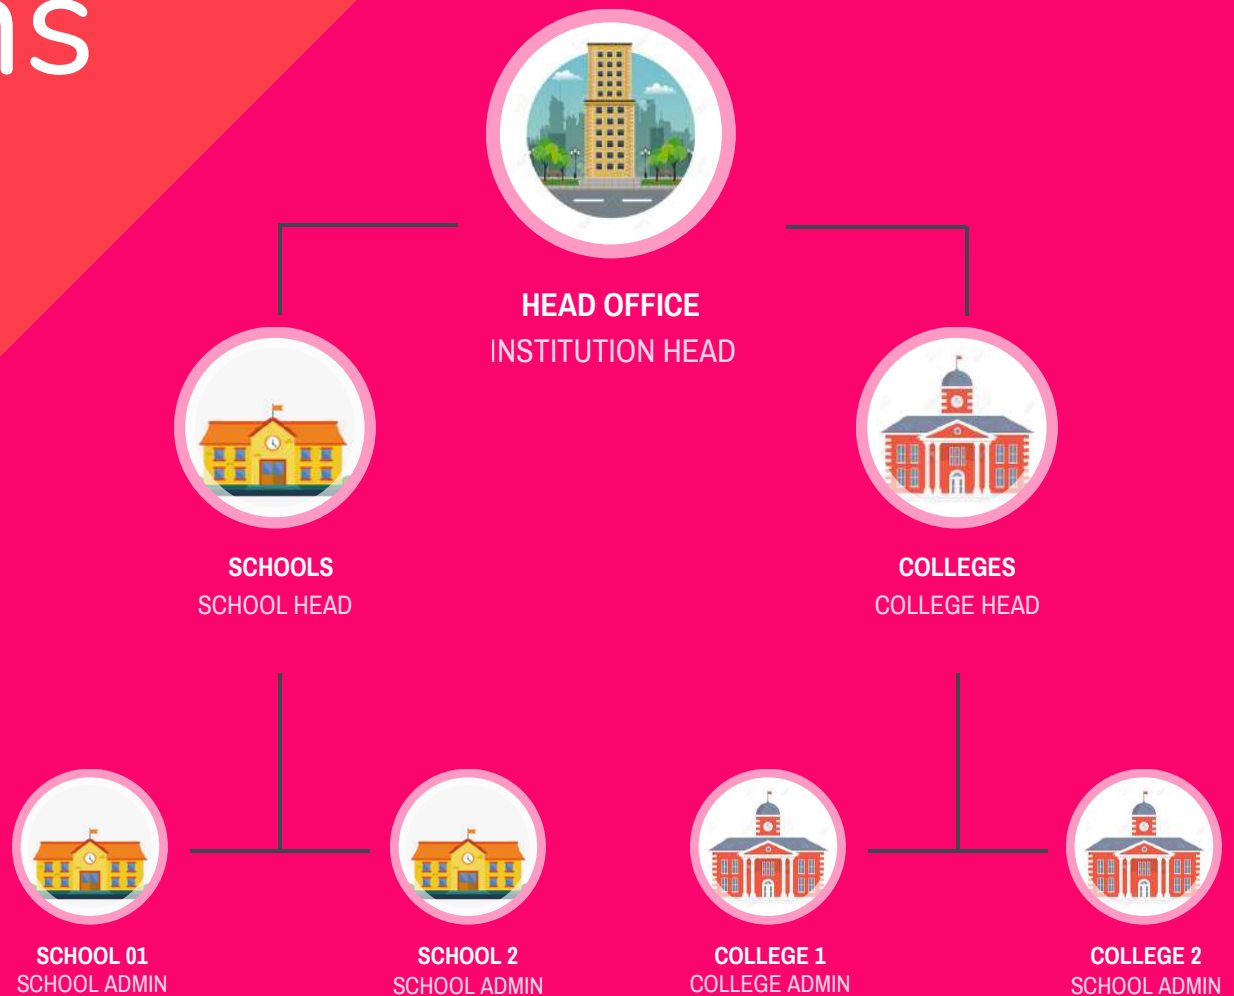 HEAD OFFICE
INSTITUTION HEAD
SCHOOLS
SCHOOL HEAD
COLLEGES
COLLEGE HEAD
SCHOOL 01
SCHOOL ADMIN
SCHOOL 2
SCHOOL ADMIN
COLLEGE 1
COLLEGE ADMIN
COLLEGE 2
SCHOOL ADMIN